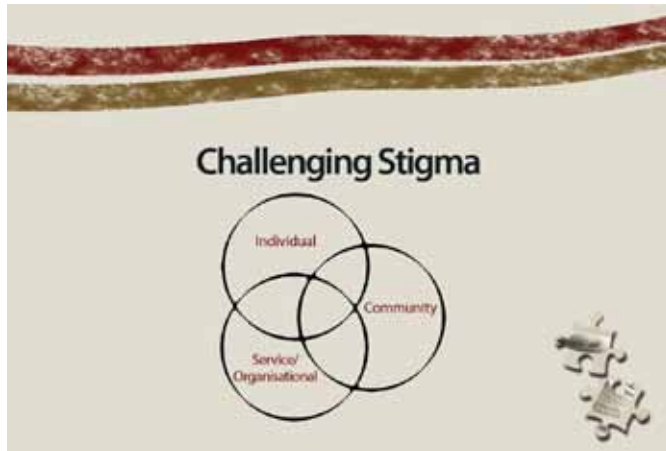 Challenging Stigma
Individual
Community
Service/
Organisational